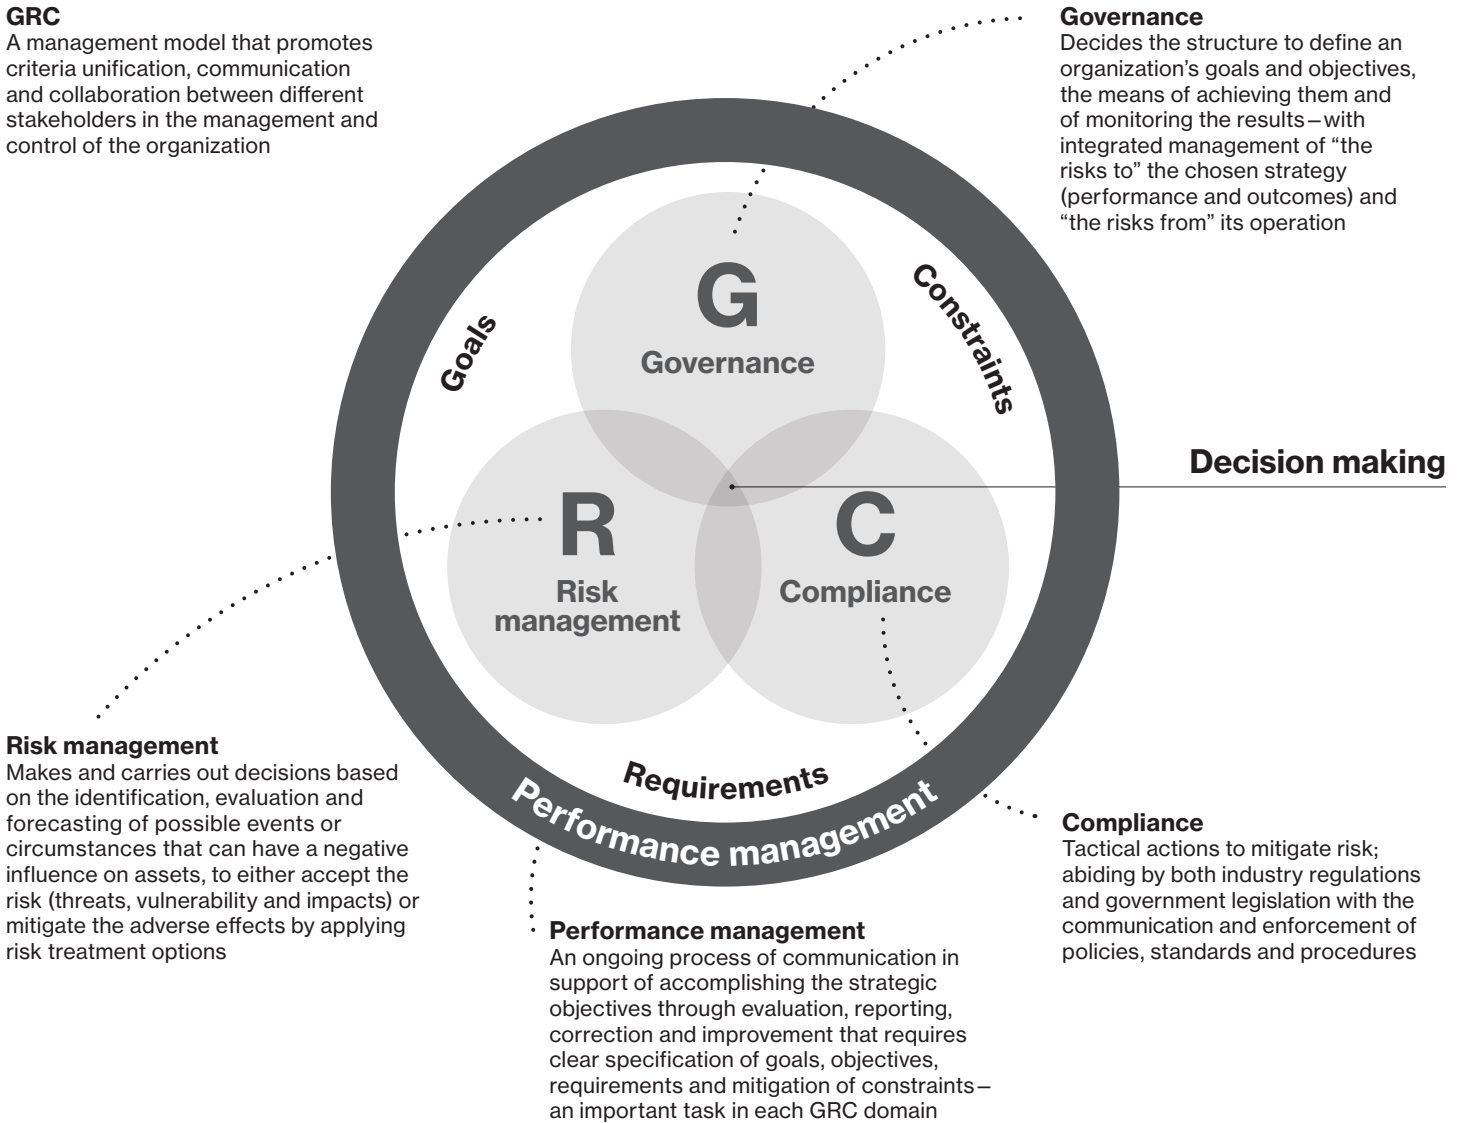 GRC
A management model that promotes
criteria unification, communication
and collaboration between different
stakeholders in the management and
control of the organization
Governance
Decides the structure to define an
organization’s goals and objectives,
the means of achieving them and
of monitoring the results—with
integrated management of “the
risks to” the chosen strategy
(performance and outcomes) and
“the risks from” its operation
G
Governance
Goals
Constraints
Decision making
R
Risk
management
C
Compliance
Requirements
Performance management
Risk management
Makes and carries out decisions based
on the identification, evaluation and
forecasting of possible events or
circumstances that can have a negative
influence on assets, to either accept the
risk (threats, vulnerability and impacts) or
mitigate the adverse effects by applying
risk treatment options
Compliance
Tactical actions to mitigate risk;
abiding by both industry regulations
and government legislation with the
communication and enforcement of
policies, standards and procedures
Performance management
An ongoing process of communication in
support of accomplishing the strategic
objectives through evaluation, reporting,
correction and improvement that requires
clear specification of goals, objectives,
requirements and mitigation of constraints—
an important task in each GRC domain